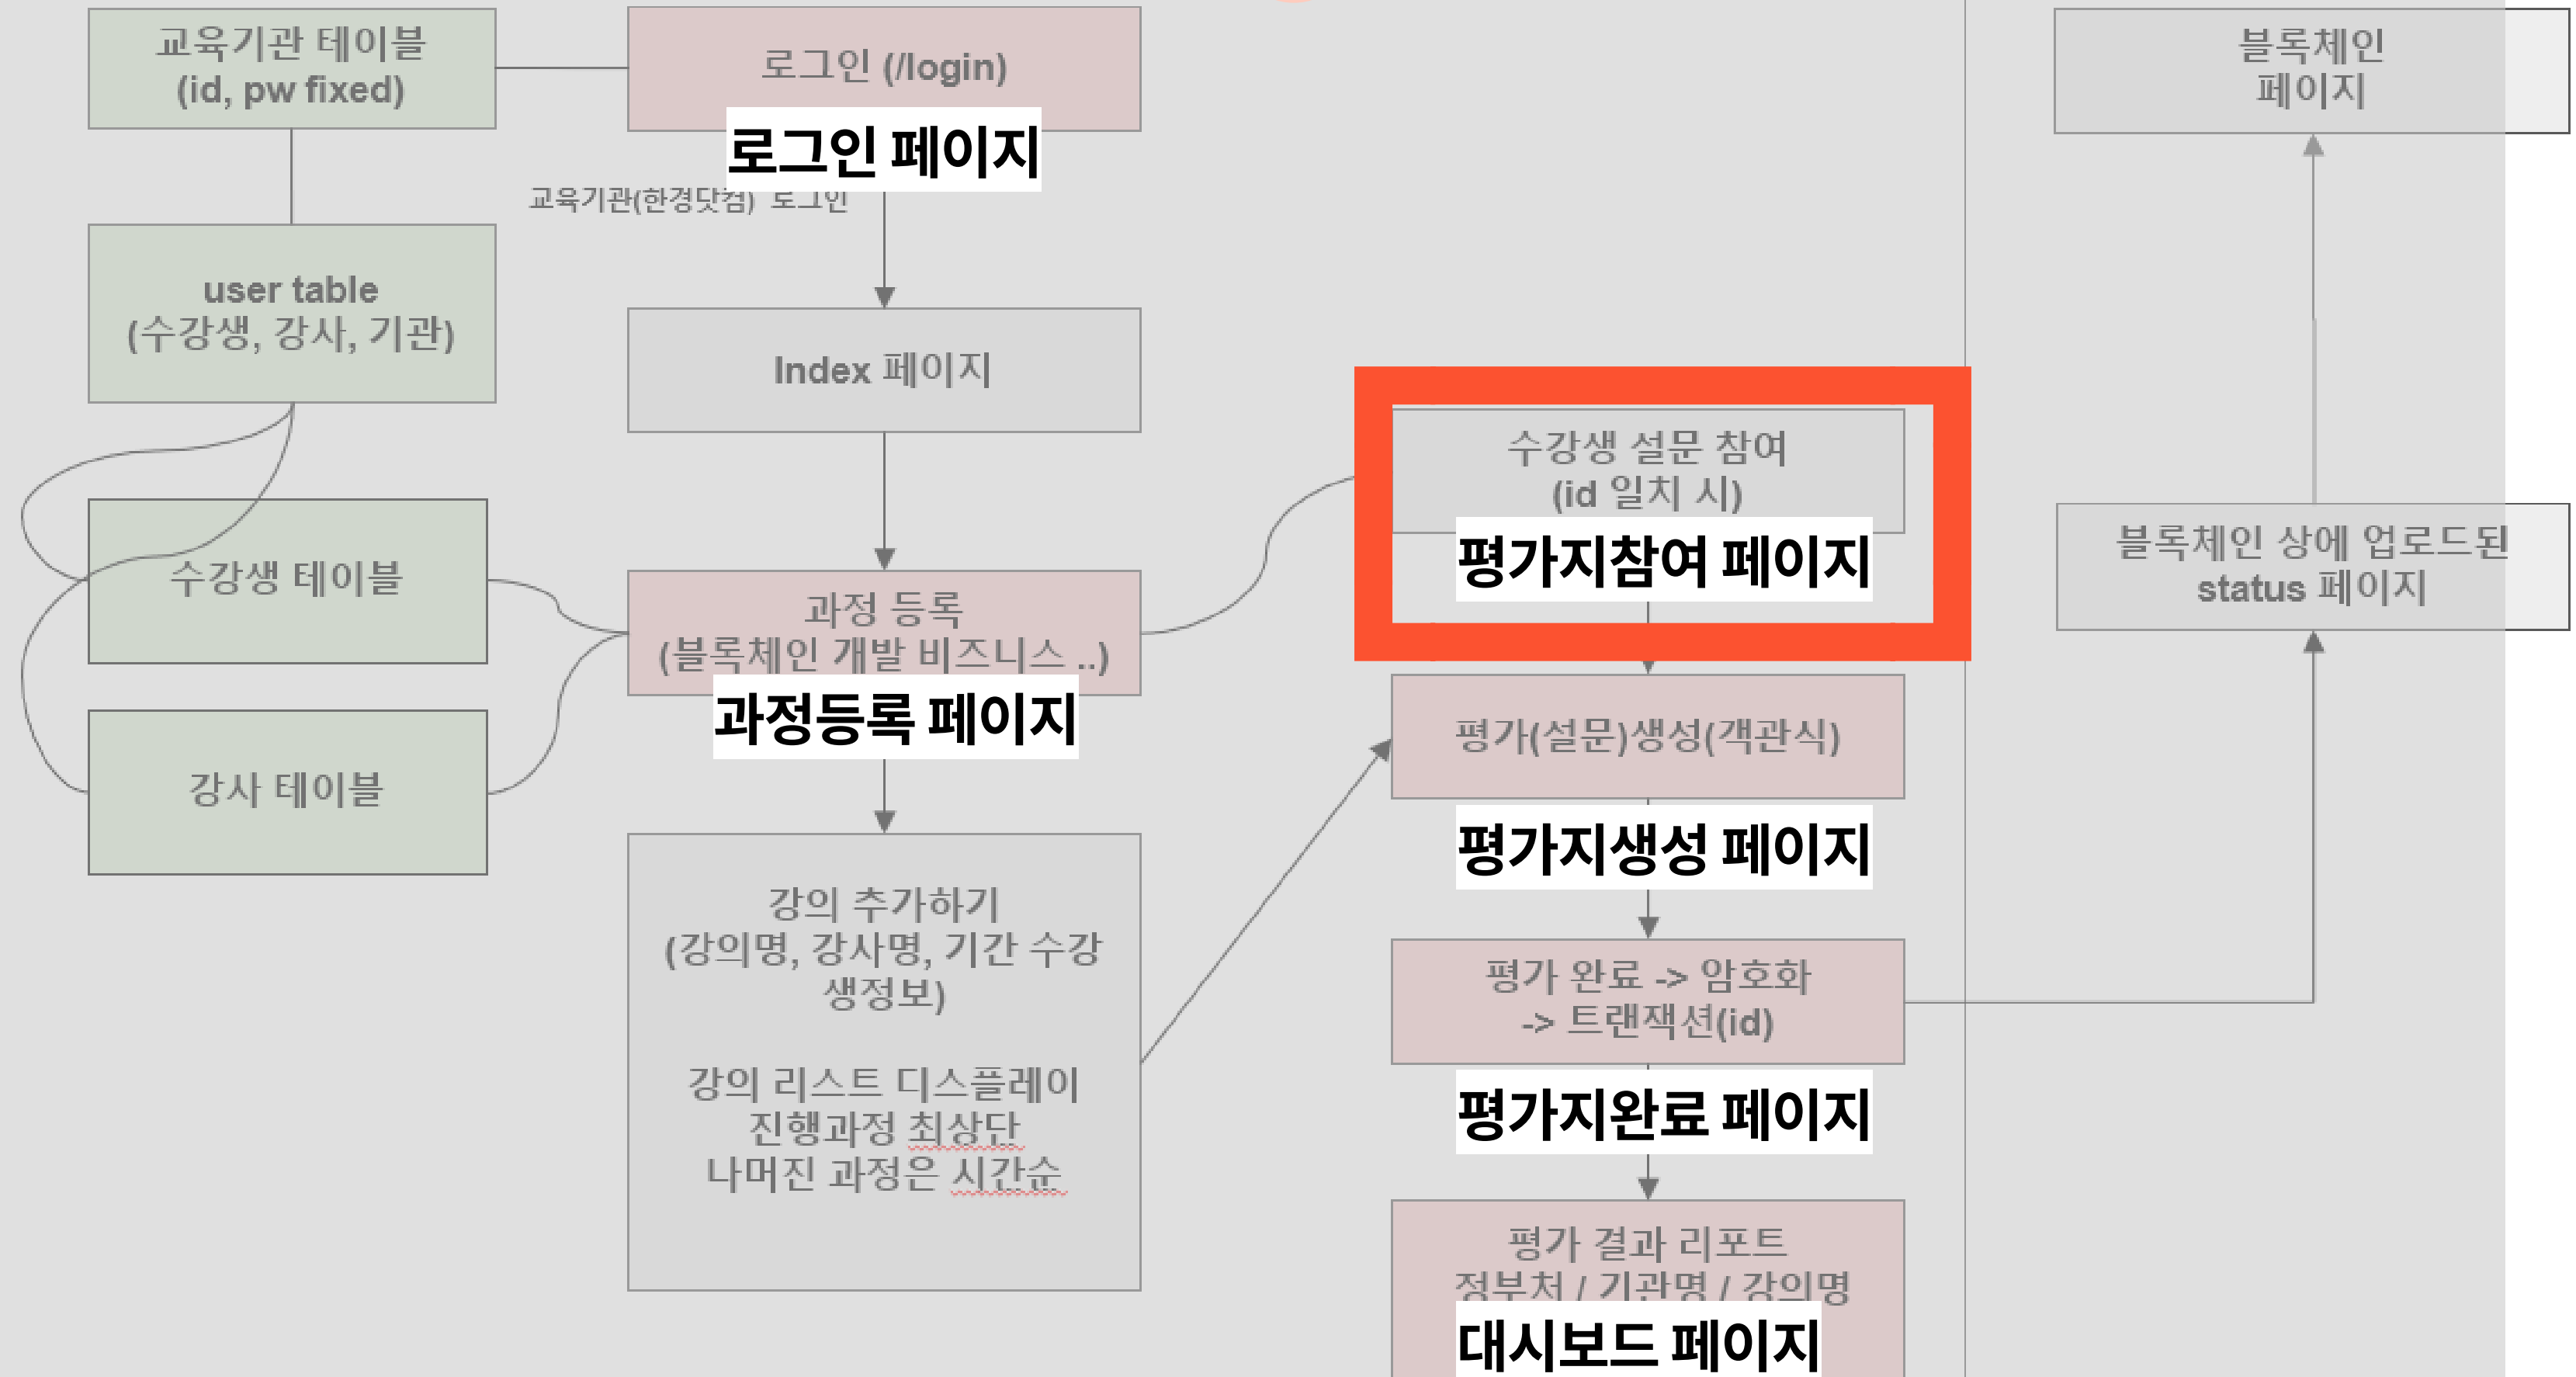 교육기관 테이블
(id, pw fixed)
로그인 (/login)
로그인 페이지
교육기관(한경닷컴) 로그인
user table
(수강생, 강사, 기관)
Index 페이지
수강생 테이블
강사 테이블
과정 등록
(블록체인 개발 비즈니스 ..)
과정등록 페이지
강의 추가하기
(강의명, 강사명, 기간 수강
생정보)
강의 리스트 디스플레이
진행과정 최상단
나머진 과정은 시간순
수강생 설문 참여
(id 일치 시)
평가지참여 페이지
평가(설문)생성(객관식)
평가지생성 페이지
평가 완료 -> 암호화
-> 트랜잭션(id)
평가지완료 페이지
평가 결과 리포트
정부처 / 기관명 / 강의명
대시보드 페이지
블록체인
페이지
블록체인 상에 업로드된
status 페이지